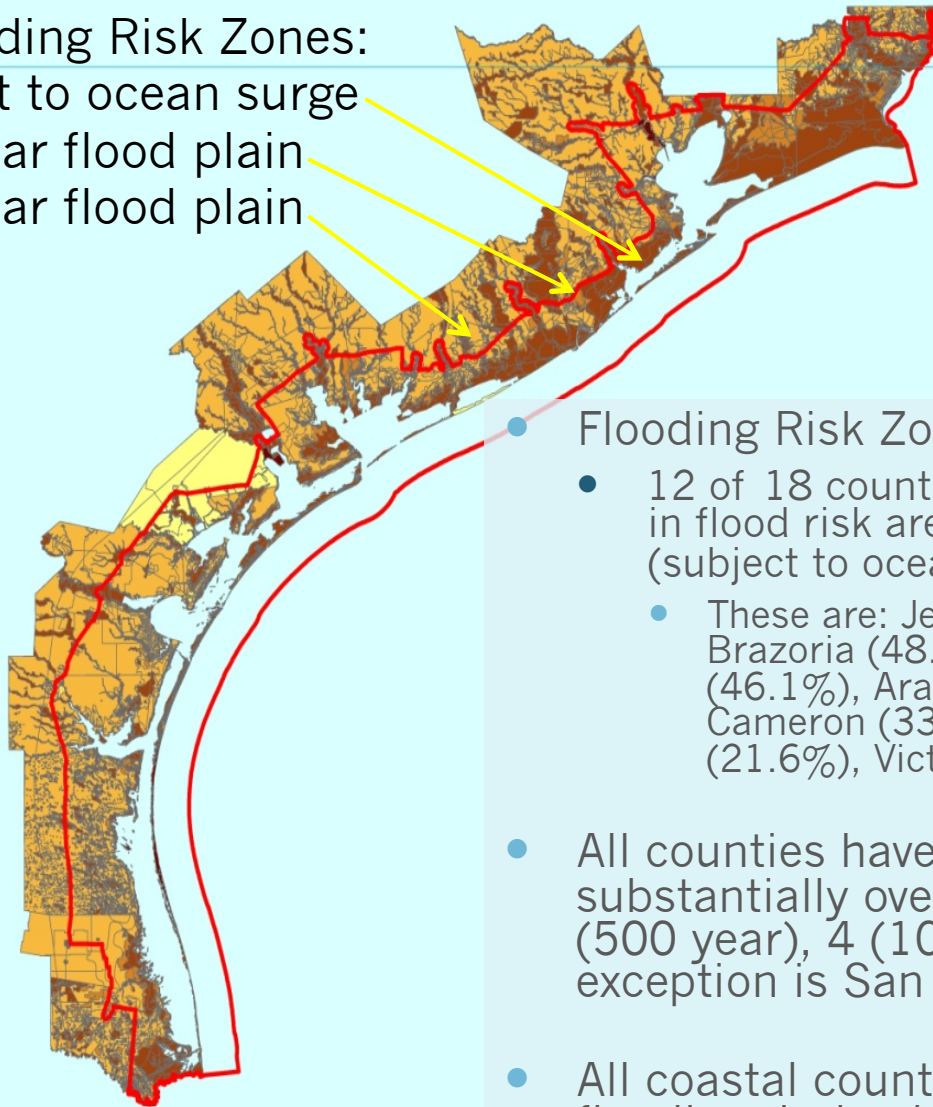 ding Risk Zones:
t to ocean surge
ar flood plain
ar flood plain
Flooding Risk Zo
12 of 18 count
in flood risk are
(subject to ocea
These are: Je
Brazoria (48.
(46.1%), Ara
Cameron (33
(21.6%), Vict
All counties have
substantially ove
(500 year), 4 (10
exception is San
All coastal count